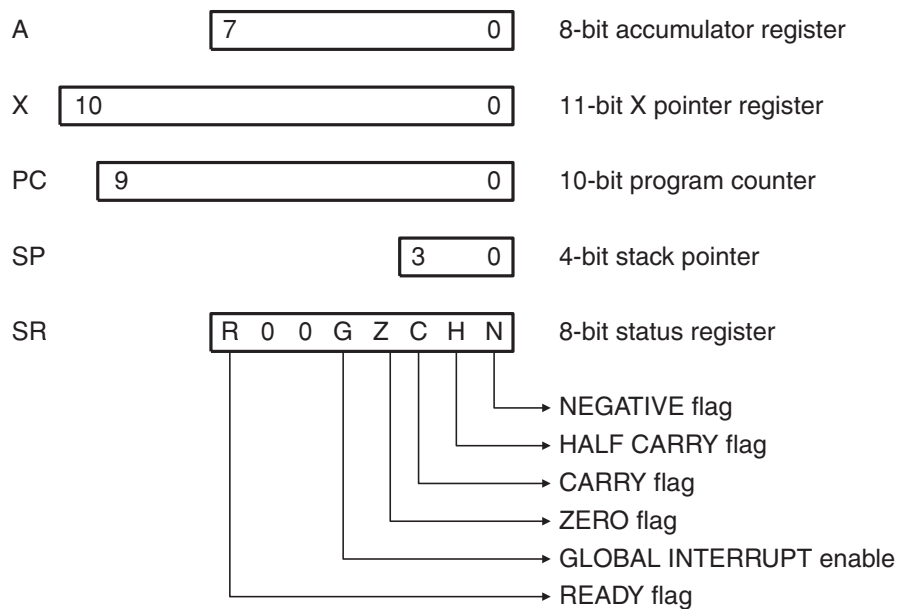 A 7 0 8-bit accumulator register
X 10 0 11-bit X pointer register
PC 9 0 10-bit program counter
SP 3 0 4-bit stack pointer
SR R 0 0 G Z C H N 8-bit status register
NEGATIVE flag
HALF CARRY flag
CARRY flag
ZERO flag
GLOBAL INTERRUPT enable
READY flag